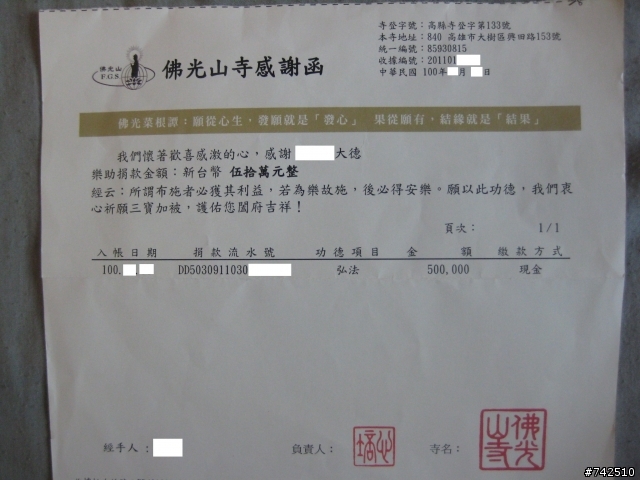 寺登字號：高縣寺登字第133號
本寺地址：840 高雄市大樹區興田路153號
統一編號：85930815
收據編號：201101
中華民國 100年 月 日
佛光山
F.G.S.
佛光山寺感謝函
佛光菜根譚：願從心生，發願就是「發心」 果從願有，結緣就是「結果」
我們懷著歡喜感激的心，感謝 大德
樂助捐款金額：新台幣 伍拾萬元整
經云：所謂布施者必獲其利益，若為樂故施，後必得安樂。願以此功德，我們衷
心祈願三寶加被，護佑您闔府吉祥！
頁次： 1/1
入帳日期 捐款流水號 功德項目 金額 繳款方式
100. . DD5030911030 弘法 500,000 現金
經手人： 負責人： 寺名：
佛光山寺
#742510